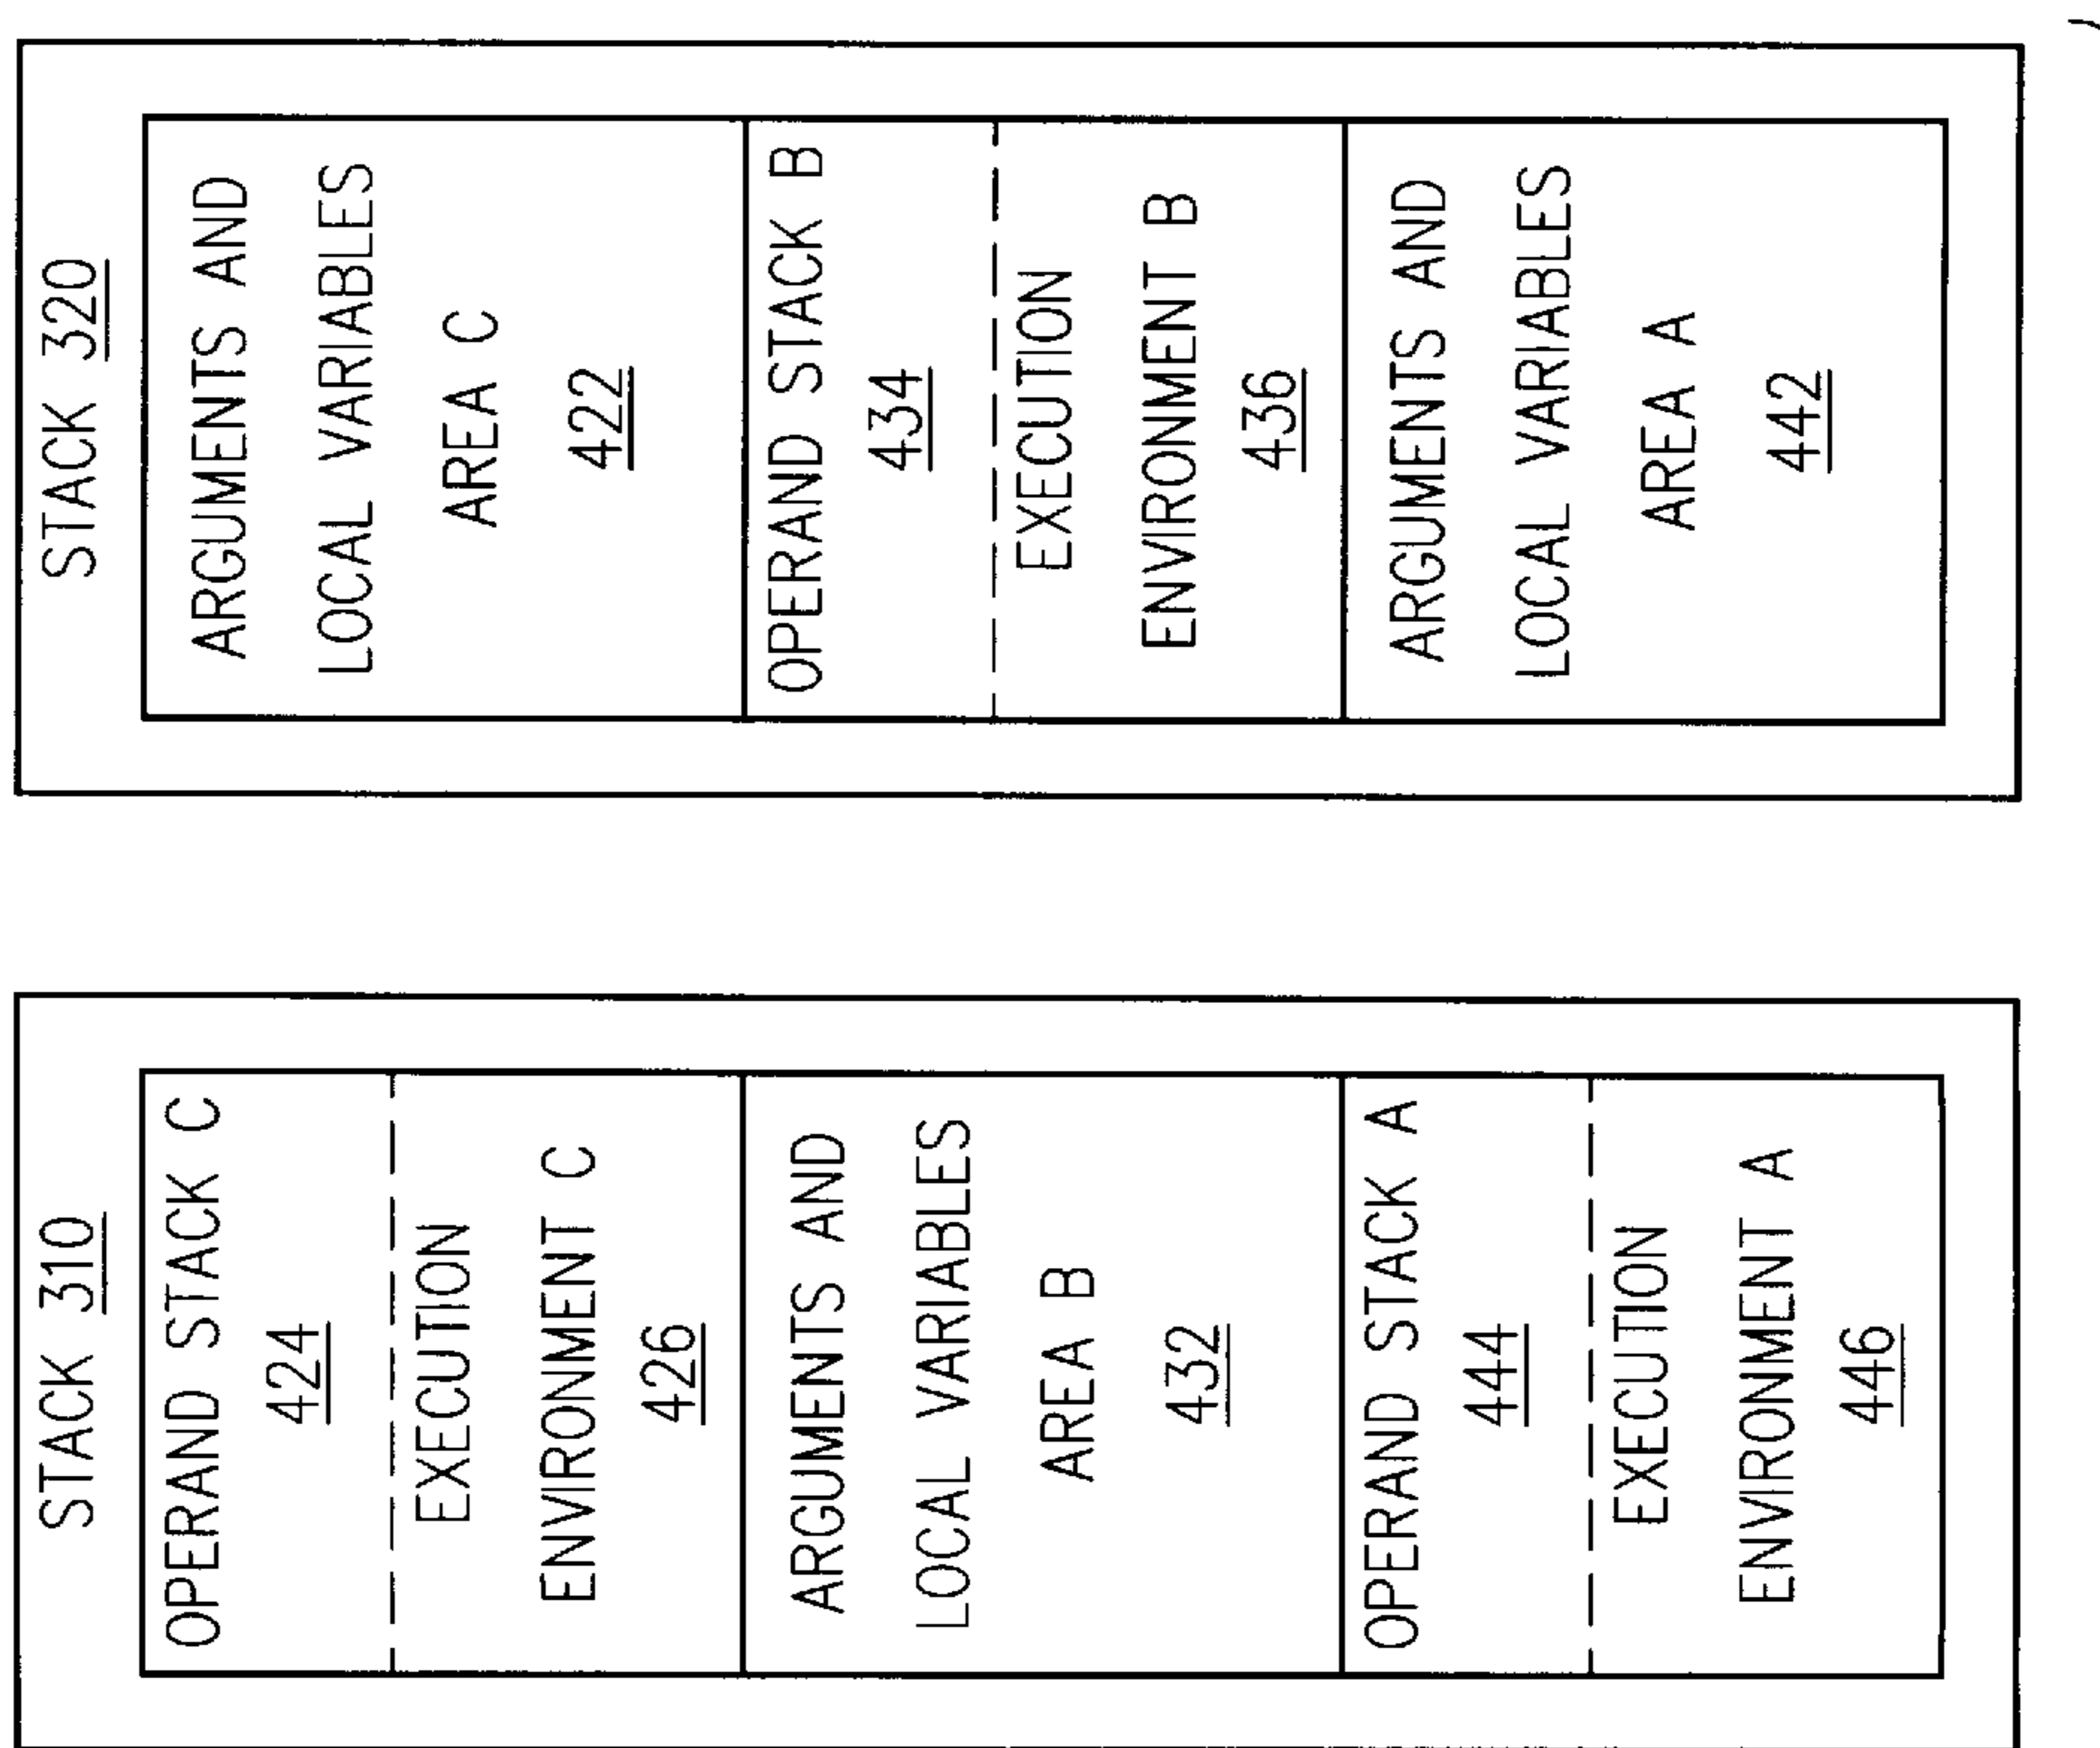 STACK 310
OPERAND STACK C
424
EXECUTION
ENVIRONMENT C
426
ARGUMENTS AND
LOCAL VARIABLES
AREA B
432
OPERAND STACK A
444
EXECUTION
ENVIRONMENT A
446
STACK 320
ARGUMENTS AND
LOCAL VARIABLES
AREA C
422
OPERAND STACK B
434
EXECUTION
ENVIRONMENT B
436
ARGUMENTS AND
LOCAL VARIABLES
AREA A
442